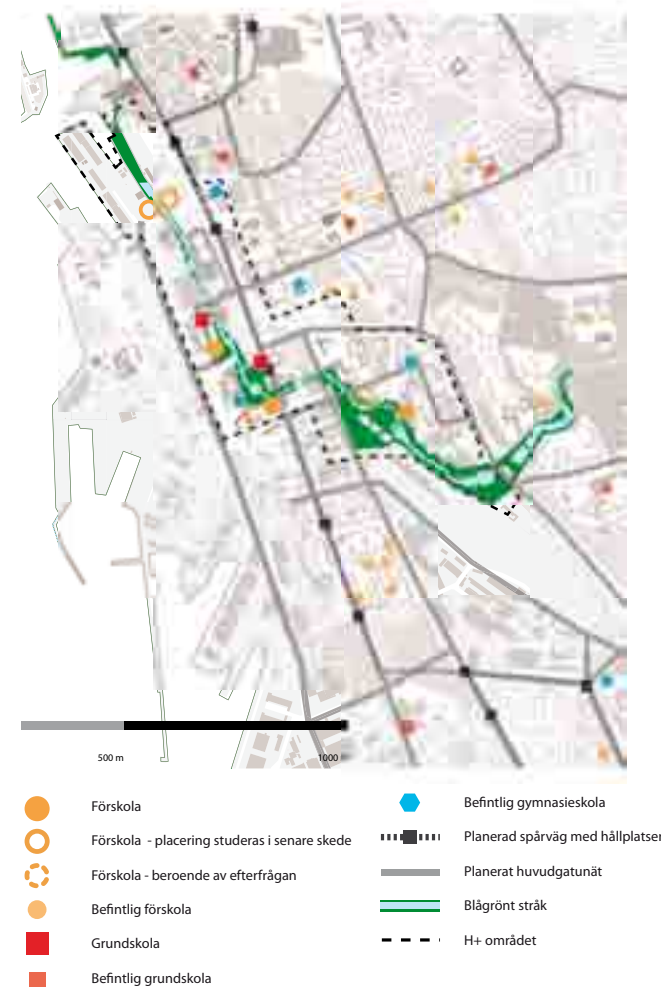 500 m
1000
Förskola
Förskola - placering studeras i senare skede
Förskola - beroende av efterfrågan
Befintlig förskola
Grundskola
Befintlig grundskola
Befintlig gymnasieskola
Planerad spårväg med hållplatser
Planerat huvudgatunät
Blågrönt stråk
H+ området